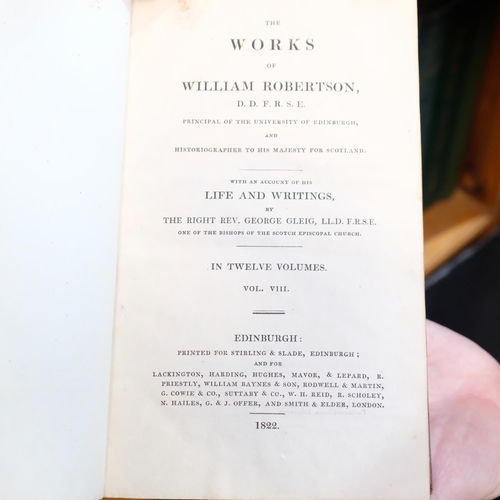 THE
WORKS
OF
WILLIAM ROBERTSON,
D. D. F. R. S. E.
PRINCIPAL OF THE UNIVERSITY OF EDINBURGH,
AND
HISTORIOGRAPHER TO HIS MAJESTY FOR SCOTLAND.
WITH AN ACCOUNT OF HIS
LIFE AND WRITINGS,
BY
THE RIGHT REV. GEORGE GLEIG, LL.D. F.R.S.E.
ONE OF THE BISHOPS OF THE SCOTCH EPISCOPAL CHURCH.
IN TWELVE VOLUMES.
VOL. VIII.
EDINBURGH:
PRINTED FOR STIRLING & SLADE, EDINBURGH;
AND FOR
LACKINGTON, HARDING, HUGHES, MAVOR, & LEPARD, R.
PRIESTLY, WILLIAM BAYNES & SON, RODWELL & MARTIN,
G. COWIE & CO., SUTTABY & CO., W. H. REID, R. SCHOLEY,
N. HAILES, G. & J. OFFER, AND SMITH & ELDER, LONDON.
1822.